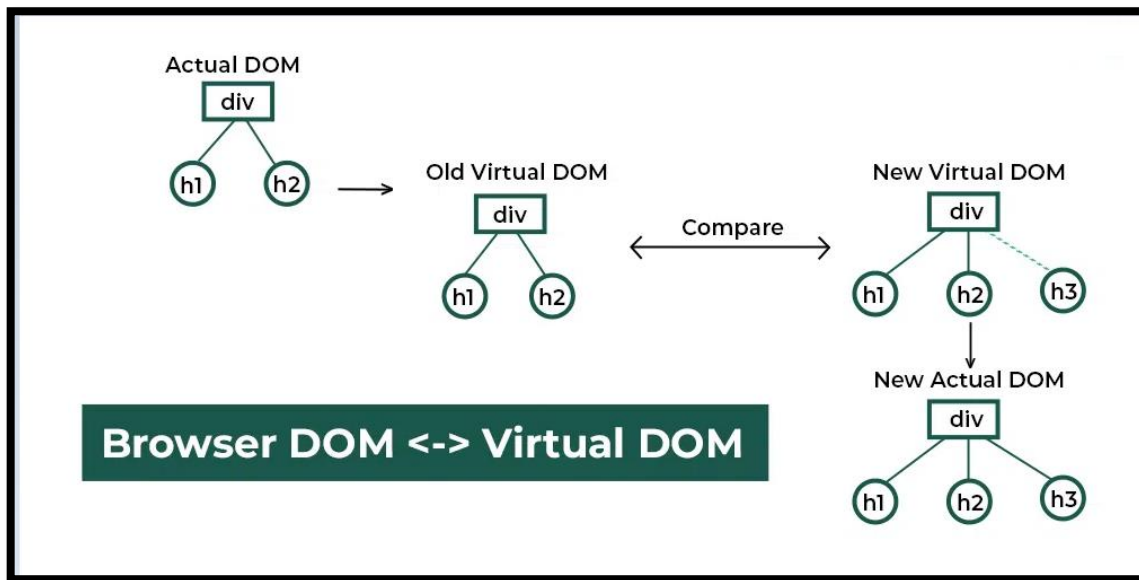 Actual DOM
div
h1 h2
Old Virtual DOM
div
h1 h2
Compare
New Virtual DOM
div
h1 h2 h3
New Actual DOM
div
h1 h2 h3
Browser DOM <-> Virtual DOM